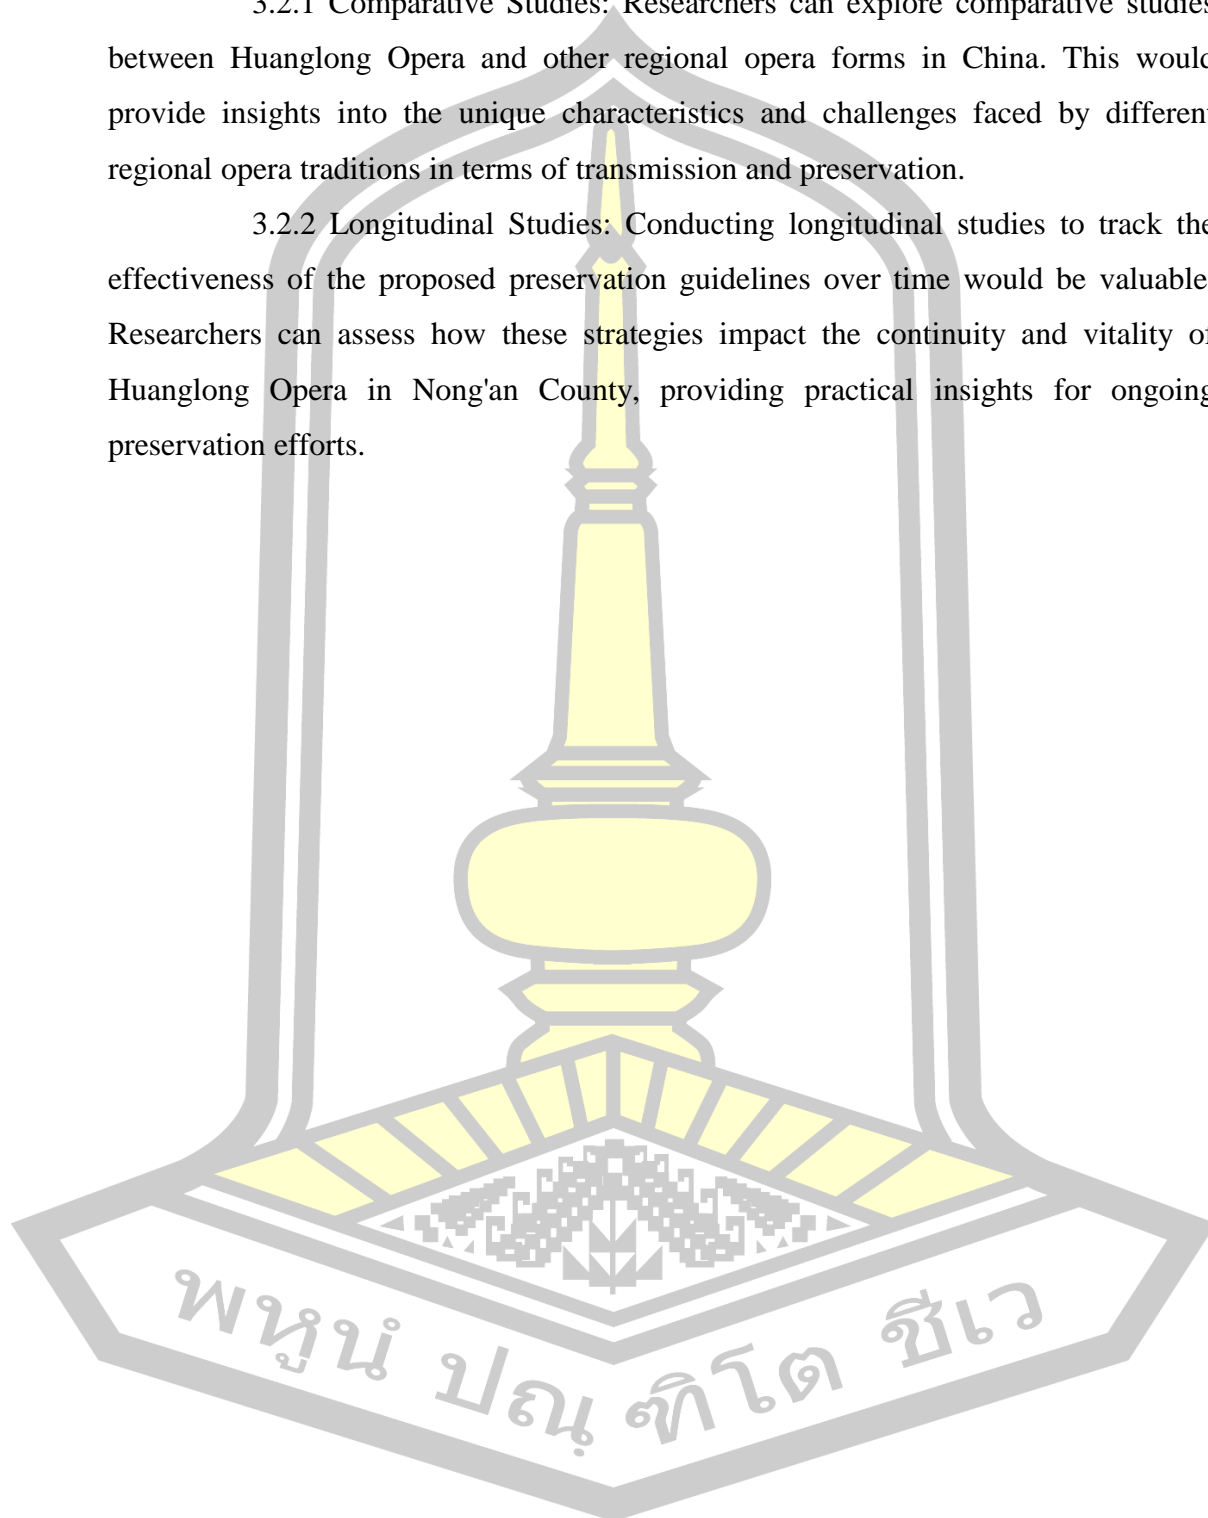 3.2.1 Comparative Studies: Researchers can explore comparative studies
between Huanglong Opera and other regional opera forms in China. This would
provide insights into the unique characteristics and challenges faced by different
regional opera traditions in terms of transmission and preservation.
3.2.2 Longitudinal Studies: Conducting longitudinal studies to track the
effectiveness of the proposed preservation guidelines over time would be valuable
Researchers can assess how these strategies impact the continuity and vitality of
Huanglong Opera in Nong'an County, providing practical insights for ongoing
preservation efforts.
พหูนํ ปณฺฑิโต ชีเว